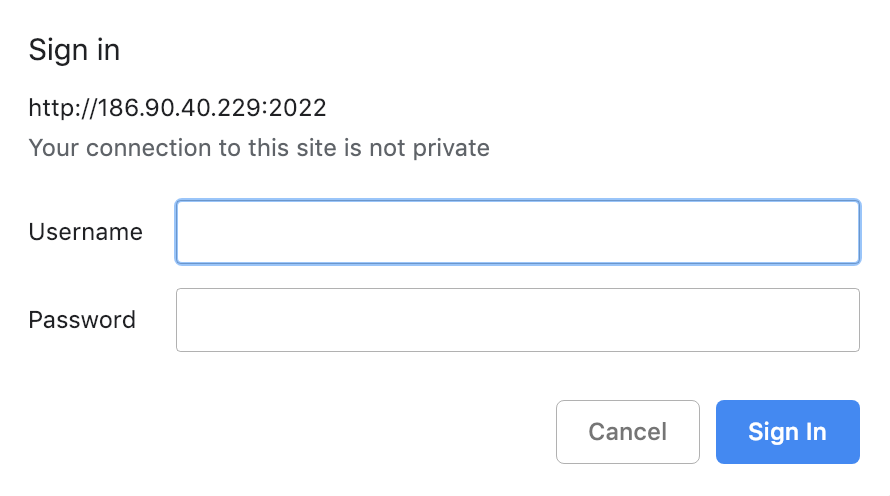 Sign in
http://186.90.40.229:2022
Your connection to this site is not private
Username
Password
Cancel Sign In